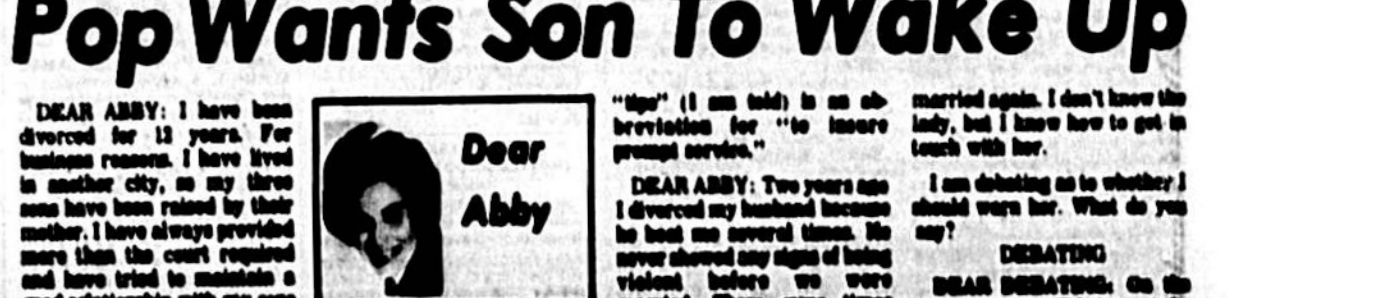 Pop Wants Son To Wake Up
DEAR ABBY: I have been
divorced for 12 years. For
business reasons, I have lived
in another city, so my three
sons have been raised by their
mother. I have always provided
more than the court required
and have tried to maintain a
Dear
Abby
"tips" (I am told) is an ab-
breviation for "to insure
prompt service."
DEAR ABBY: Two years ago
I divorced my husband because
he beat me several times. He
never showed any signs of being
violent before we were
married again. I don't know the
lady, but I know how to get in
touch with her.
I am debating as to whether I
should warn her. What do you
say?
DEBATING
DEAR DEBATING: On the